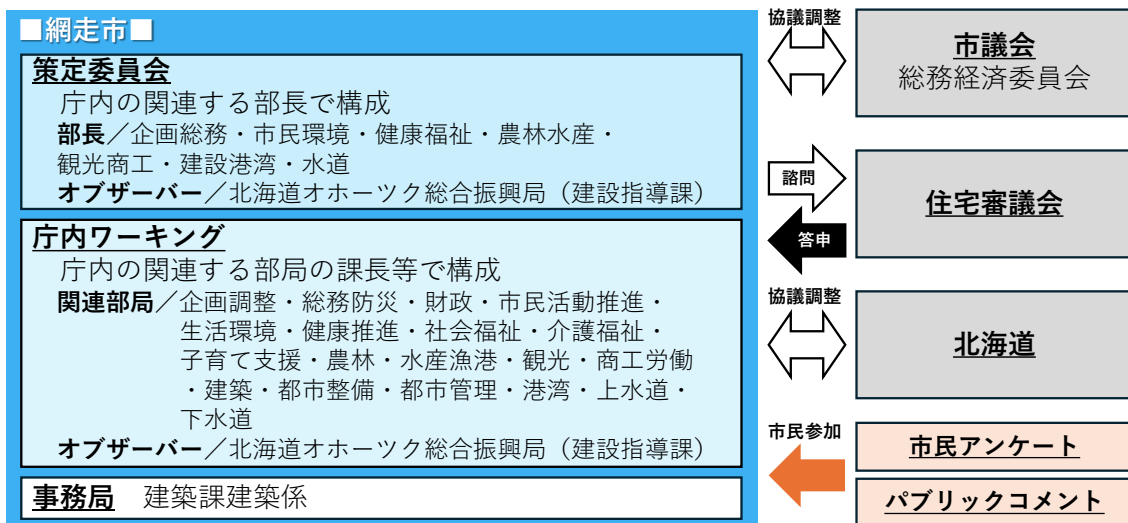 ■網走市■
策定委員会
庁内の関連する部長で構成
部長／企画総務・市民環境・健康福祉・農林水産・
観光商工・建設港湾・水道
オブザーバー／北海道オホーツク総合振興局（建設指導課）
庁内ワーキング
庁内の関連する部局の課長等で構成
関連部局／企画調整・総務防災・財政・市民活動推進・
生活環境・健康推進・社会福祉・介護福祉・
子育て支援・農林・水産漁港・観光・商工労働
・建築・都市整備・都市管理・港湾・上水道・
下水道
オブザーバー／北海道オホーツク総合振興局（建設指導課）
事務局　建築課建築係
協議調整
市議会
総務経済委員会
諮問
答申
住宅審議会
協議調整
北海道
市民参加
市民アンケート
パブリックコメント